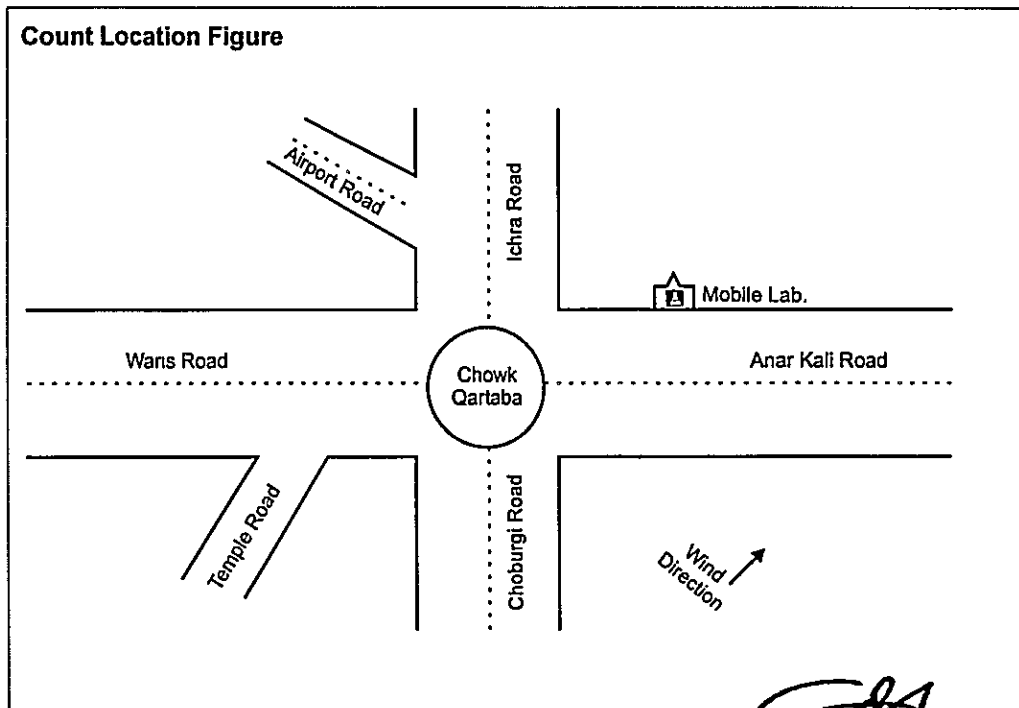 Count Location Figure
Airport Road
Ichra Road
Mobile Lab.
Waris Road
Chowk
Qartaba
Anar Kali Road
Temple Road
Choburgi Road
Wind
Direction